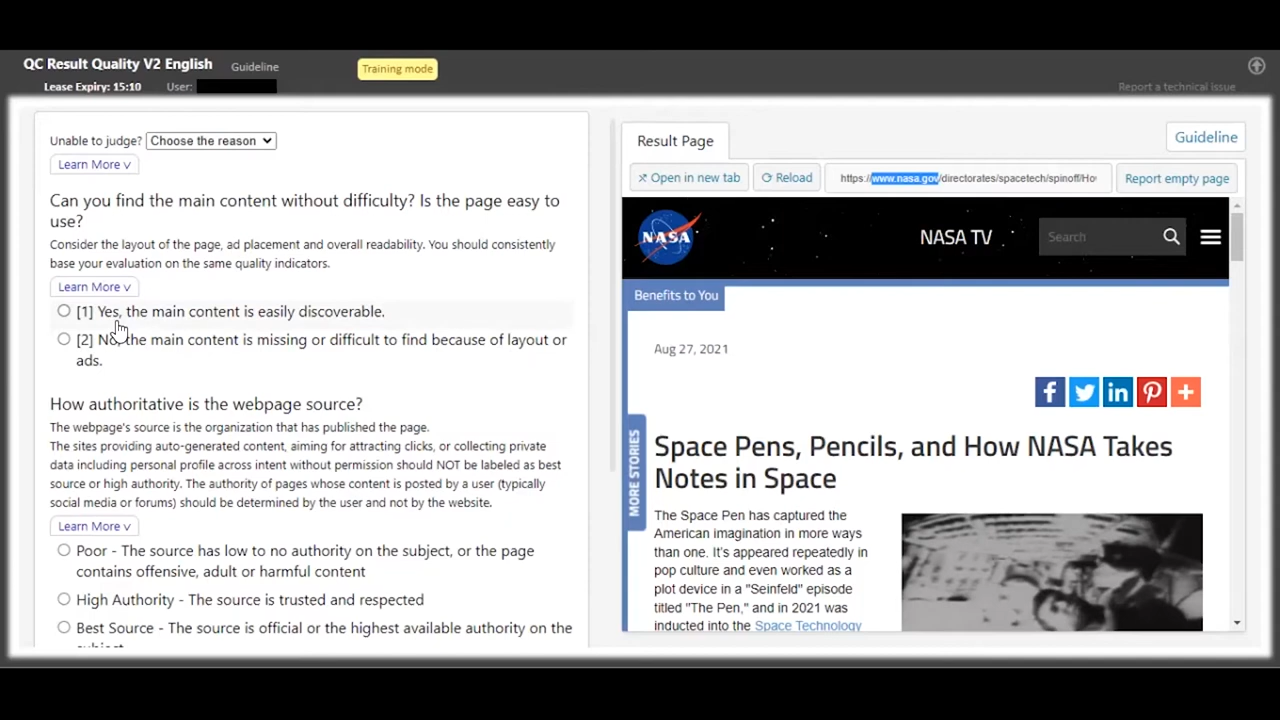 QC Result Quality V2 English
Guideline
Training mode
Lease Expiry: 15:10
User:
Report a technical issue
Unable to judge?
Choose the reason
Learn More
Can you find the main content without difficulty? Is the page easy to
use?
Consider the layout of the page, ad placement and overall readability. You should consistently
base your evaluation on the same quality indicators.
Learn More
[1] Yes, the main content is easily discoverable.
[2] No, the main content is missing or difficult to find because of layout or
ads.
How authoritative is the webpage source?
The webpage's source is the organization that has published the page.
The sites providing auto-generated content, aiming for attracting clicks, or collecting private
data including personal profile across intent without permission should NOT be labeled as best
source or high authority. The authority of pages whose content is posted by a user (typically
social media or forums) should be determined by the user and not by the website.
Learn More
Poor - The source has low to no authority on the subject, or the page
contains offensive, adult or harmful content
High Authority - The source is trusted and respected
Best Source - The source is official or the highest available authority on the
Result Page
Guideline
Open in new tab
Reload
https://www.nasa.gov/directorates/spacetech/spinoff/Ho
Report empty page
NASA
NASA TV
Search
Benefits to You
Aug 27, 2021
MORE STORIES
Space Pens, Pencils, and How NASA Takes
Notes in Space
The Space Pen has captured the
American imagination in more ways
than one. It's appeared repeatedly in
pop culture and even worked as a
plot device in a "Seinfeld" episode
titled "The Pen," and in 2021 was
inducted into the Space Technology